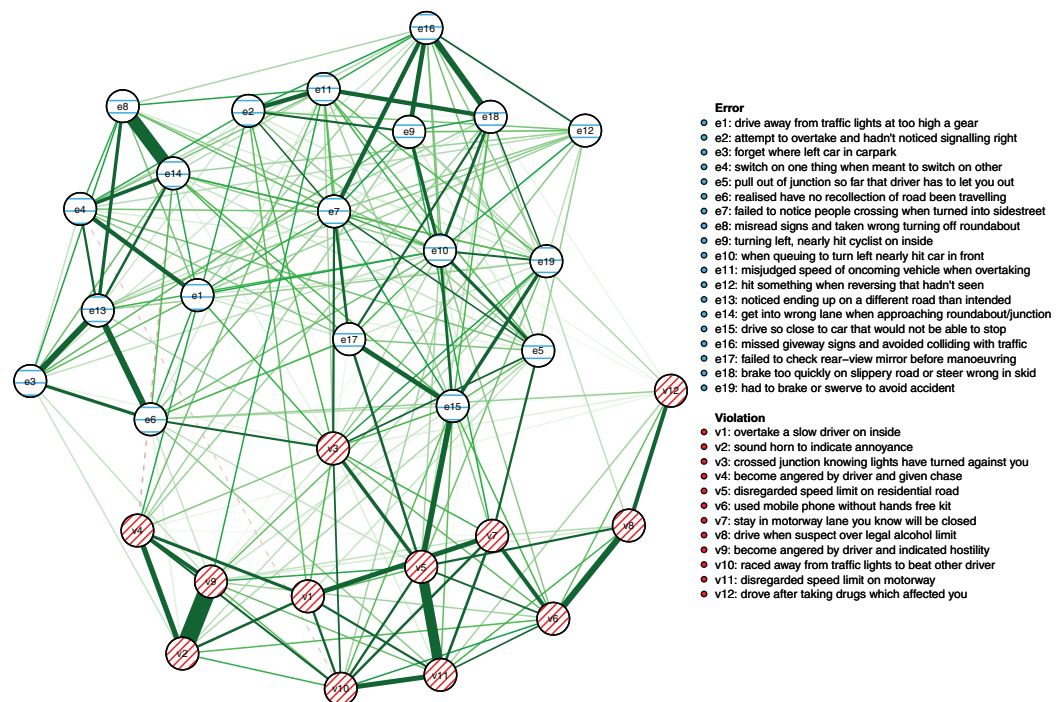 e16
e11
e8
e2
e18
e9
e12
e14
e4
e7
e10
e19
e1
e13
e17
e5
e3
v12
e15
e6
v3
v4
v8
v7
v5
v9
v1
v6
v2
v11
v10
Error
e1: drive away from traffic lights at too high a gear
e2: attempt to overtake and hadn't noticed signalling right
e3: forget where left car in carpark
e4: switch on one thing when meant to switch on other
e5: pull out of junction so far that driver has to let you out
e6: realised have no recollection of road been travelling
e7: failed to notice people crossing when turned into sidestreet
e8: misread signs and taken wrong turning off roundabout
e9: turning left, nearly hit cyclist on inside
e10: when queuing to turn left nearly hit car in front
e11: misjudged speed of oncoming vehicle when overtaking
e12: hit something when reversing that hadn't seen
e13: noticed ending up on a different road than intended
e14: get into wrong lane when approaching roundabout/junction
e15: drive so close to car that would not be able to stop
e16: missed giveway signs and avoided colliding with traffic
e17: failed to check rear−view mirror before manoeuvring
e18: brake too quickly on slippery road or steer wrong in skid
e19: had to brake or swerve to avoid accident
Violation
v1: overtake a slow driver on inside
v2: sound horn to indicate annoyance
v3: crossed junction knowing lights have turned against you
v4: become angered by driver and given chase
v5: disregarded speed limit on residential road
v6: used mobile phone without hands free kit
v7: stay in motorway lane you know will be closed
v8: drive when suspect over legal alcohol limit
v9: become angered by driver and indicated hostility
v10: raced away from traffic lights to beat other driver
v11: disregarded speed limit on motorway
v12: drove after taking drugs which affected you